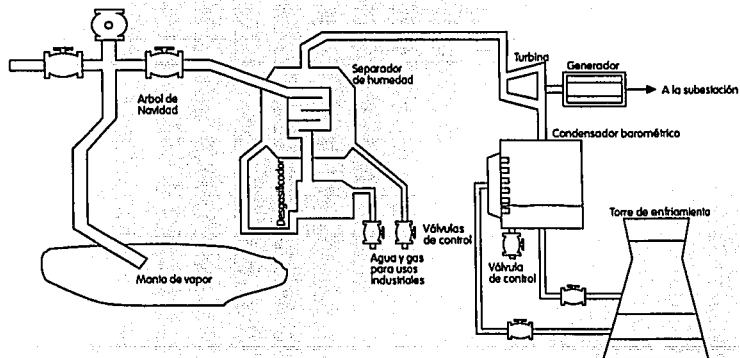 Arbol de
Navidad
Separador
de humedad
Turbina
Generador
A la subestación
Condensador barométrico
Desgasificador
Manto de vapor
Válvulas
de control
Agua y gas
para usos
industriales
Válvula
de control
Torre de enfriamiento